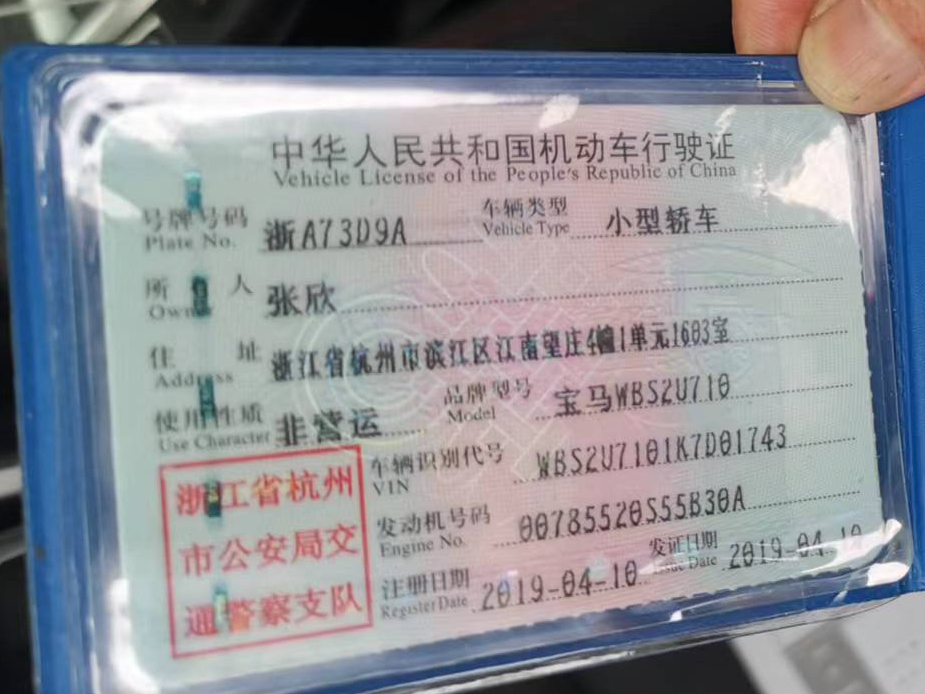 中华人民共和国机动车行驶证
Vehicle License of the People's Republic of China
号牌号码 浙A73D9A 车辆类型 小型轿车
Plate No. Vehicle Type
所有人 张欣
Owner
住址 浙江省杭州市滨江区江南望庄4幢1单元1603室
Address
使用性质 非营运 品牌型号 宝马WBS2U710
Use Character Model
车辆识别代号 WBS2U7101K7D01743
VIN
发动机号码 00785520S55B30A
Engine No.
注册日期 2019-04-10 发证日期 2019-04-10
Register Date Issue Date
浙江省杭州
市公安局交
通警察支队